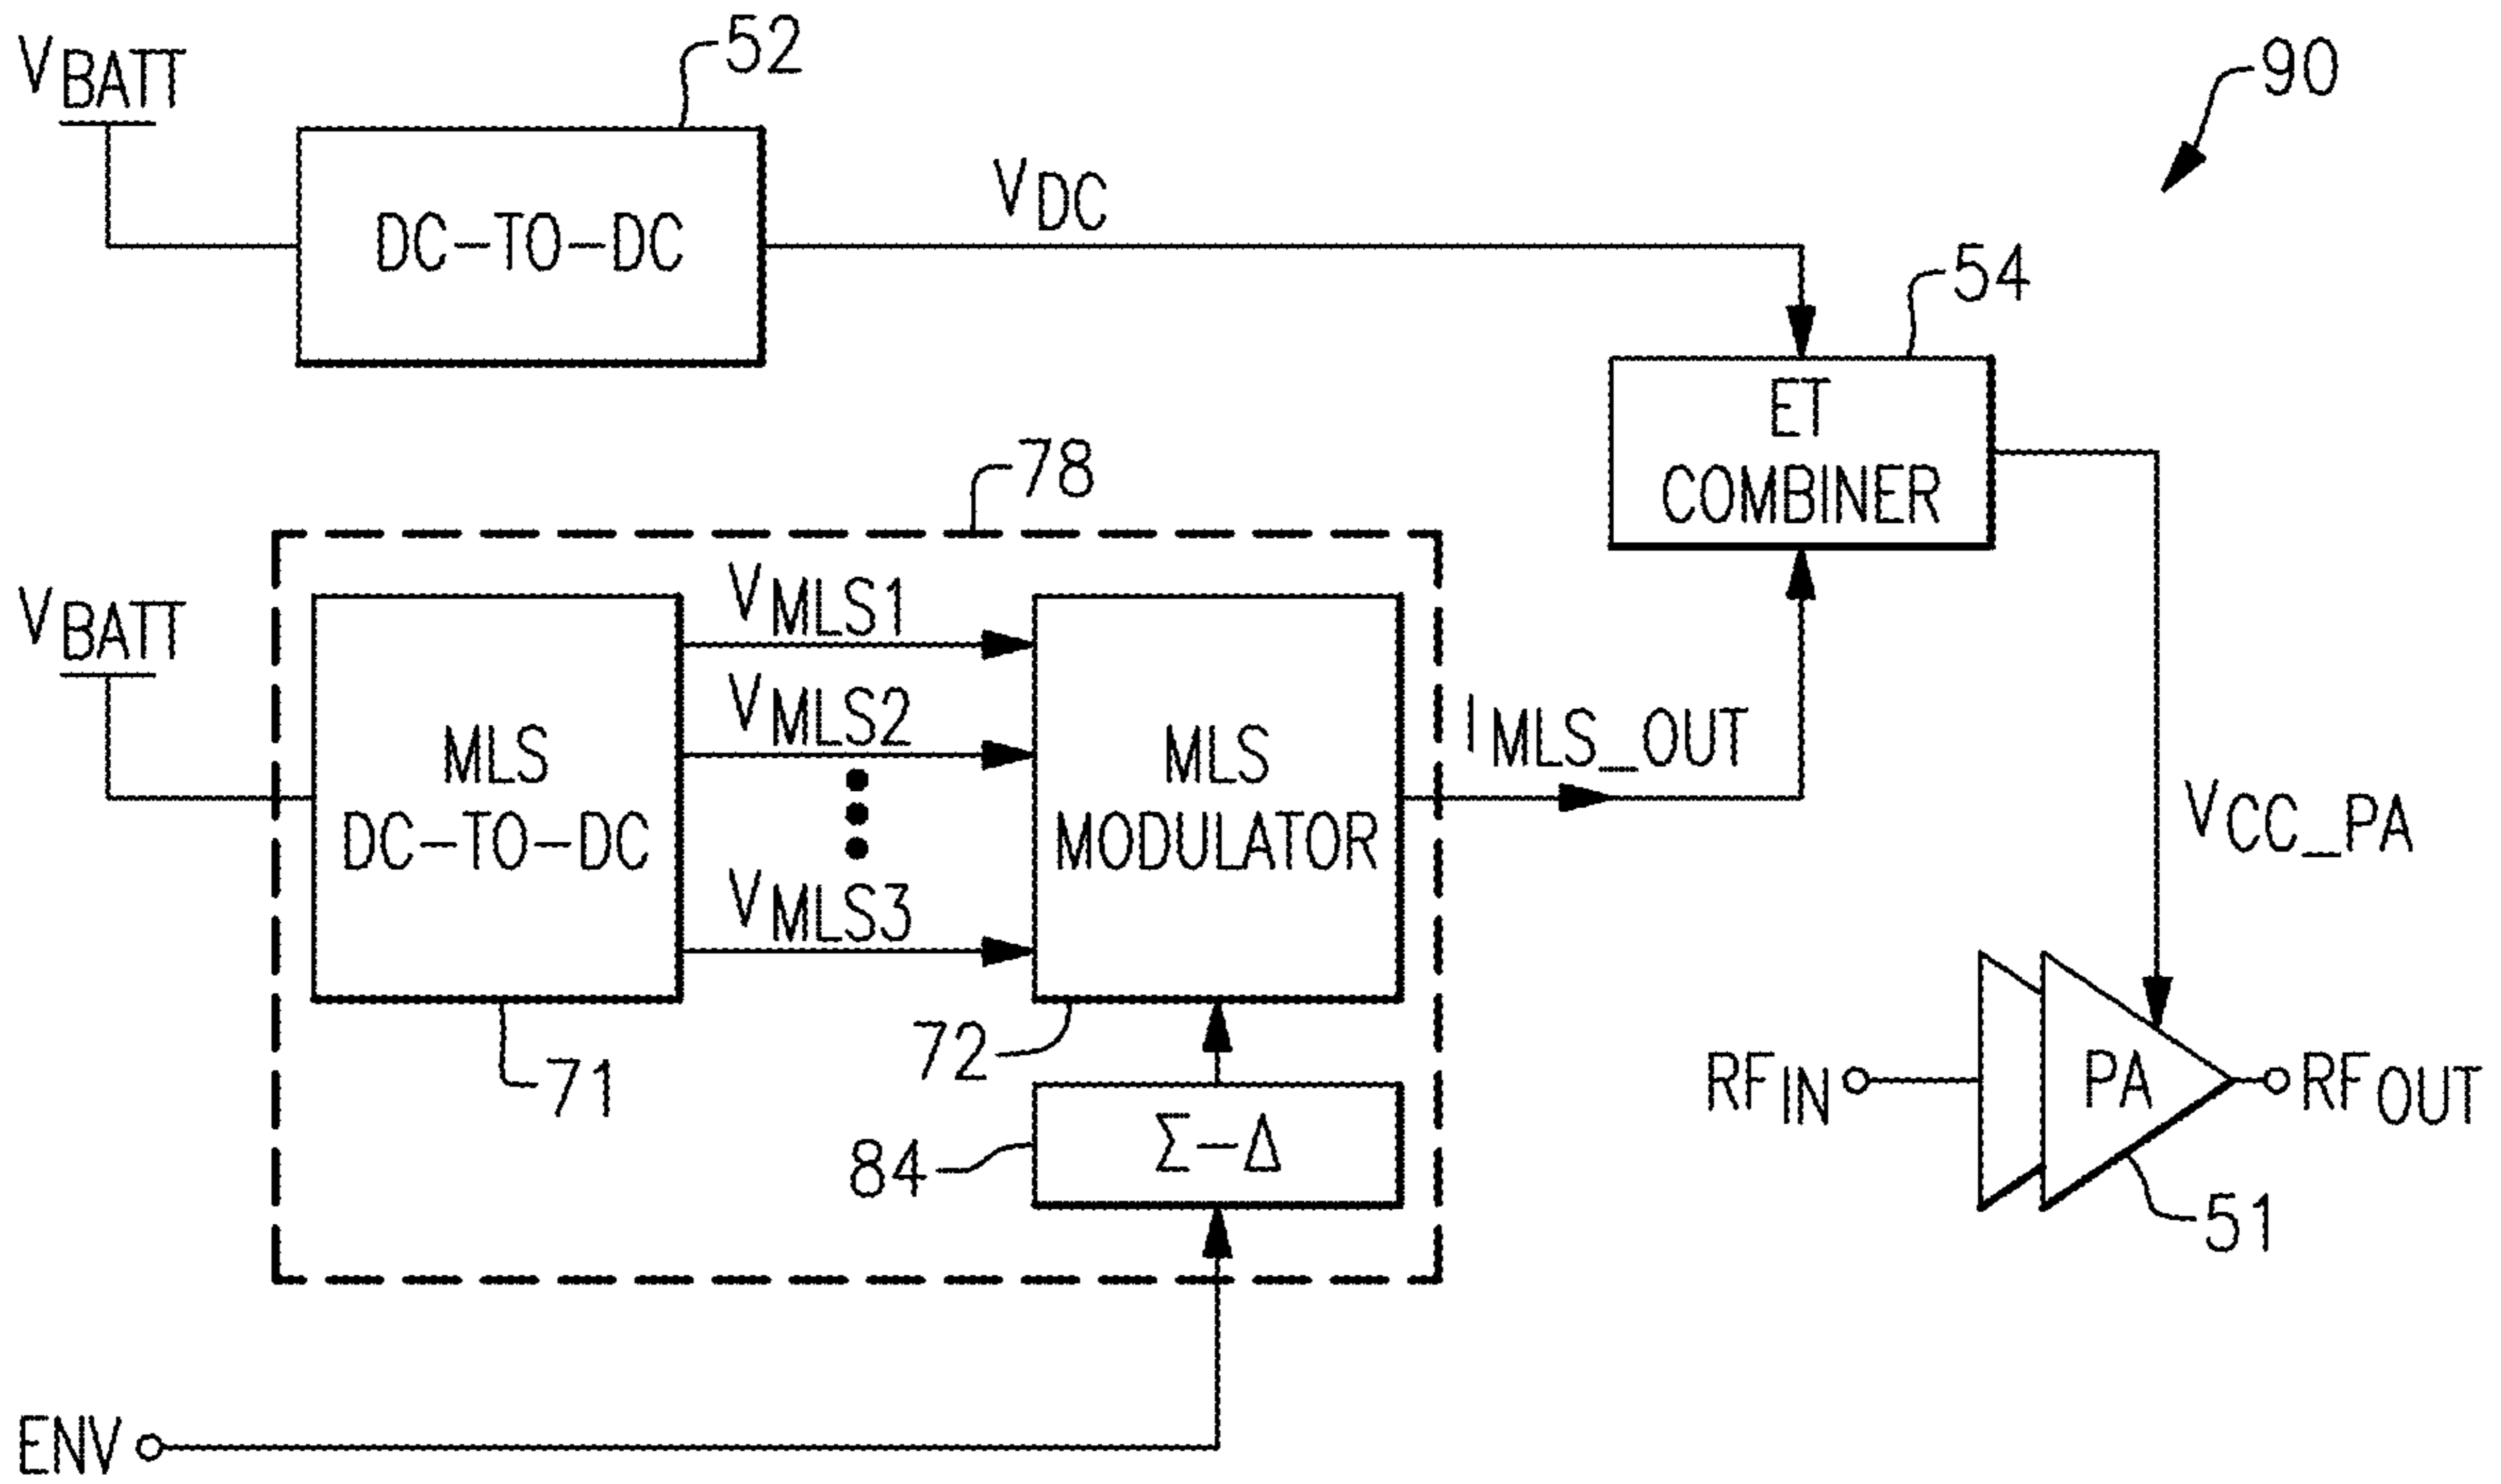 VBATT
52
90
DC-TO-DC
VDC
54
ET
COMBINER
78
VBATT
VMLS1
VMLS2
VMLS3
MLS
DC-TO-DC
MLS
MODULATOR
IMLS_OUT
VCC_PA
71
72
84
Σ-Δ
RFIN
PA
RFOUT
51
ENV